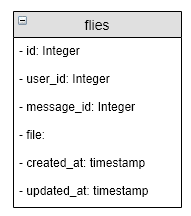 flies
- id: Integer
- user_id: Integer
- message_id: Integer
- file:
- created_at: timestamp
- updated_at: timestamp